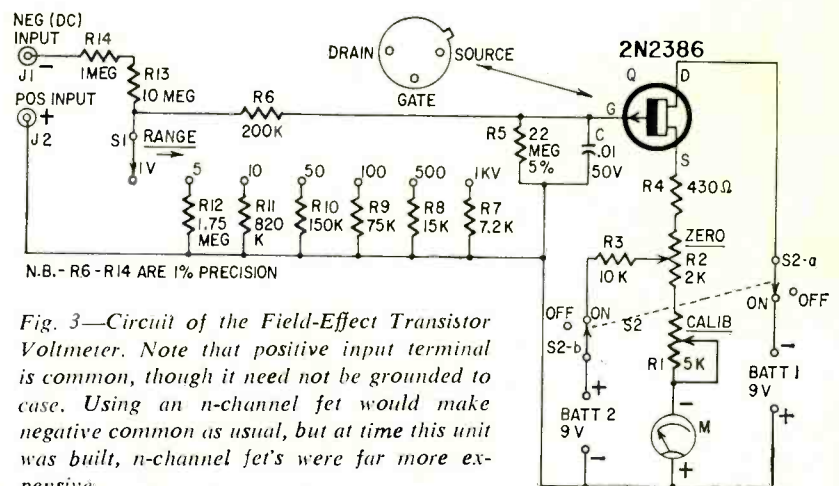 NEG (DC)
INPUT
J1 −
R14
1MEG
R13
10 MEG
POS INPUT
+
J2
S1 RANGE
1V
R6
200K
DRAIN
SOURCE
GATE
2N2386
Q
D
G
S
R5
22
MEG
5%
C
.01
50V
5
10
50
100
500
1KV
R12
1.75
MEG
R11
820
K
R10
150K
R9
75K
R8
15K
R7
7.2K
R4
430Ω
R3
10K
ZERO
R2
2K
CALIB
R1
5K
S2-a
ON
OFF
OFF
ON
S2
S2-b
−
BATT 1
9V
+
+
BATT 2
9V
−
−
M
+
N.B.- R6-R14 ARE 1% PRECISION
Fig. 3—Circuit of the Field-Effect Transistor
Voltmeter. Note that positive input terminal
is common, though it need not be grounded to
case. Using an n-channel fet would make
negative common as usual, but at time this unit
was built, n-channel fet's were far more ex-
pensive